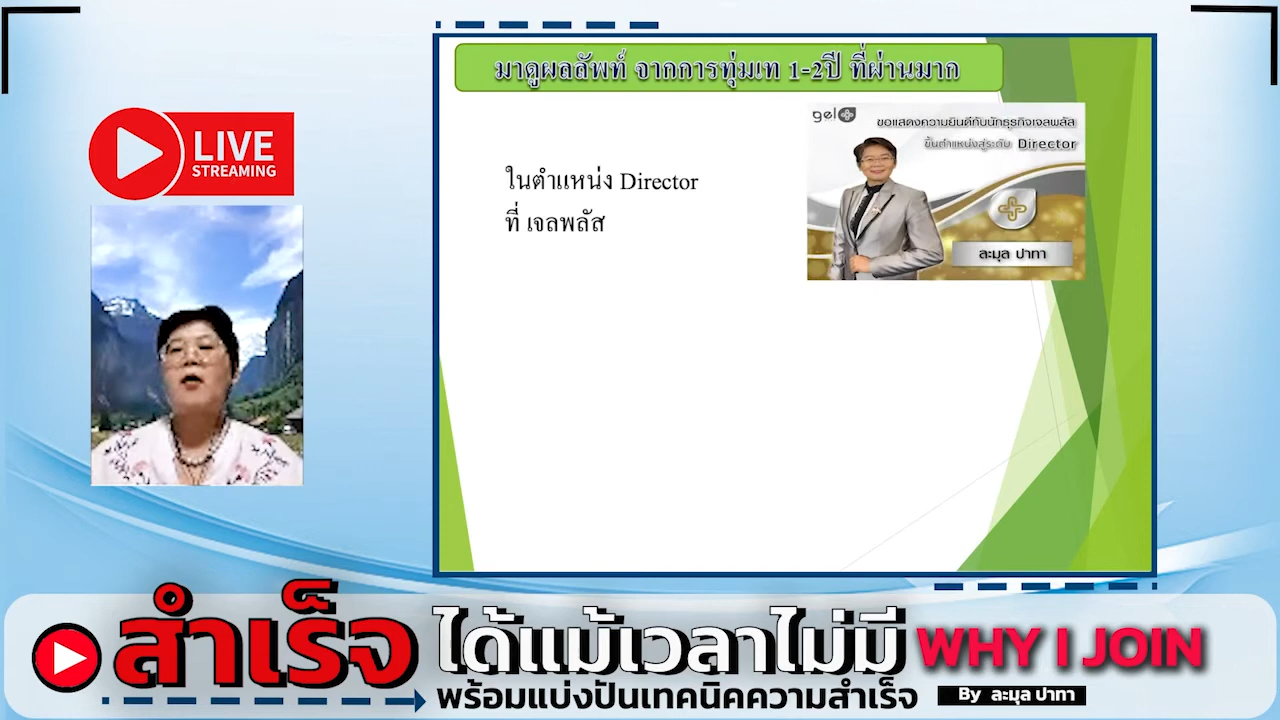 มาดูผลลัพท์ จากการทุ่มเท 1-2ปี ที่ผ่านมาก
LIVE
STREAMING
gel
ขอแสดงความยินดีกับนักธุรกิจเจลพลัส
ขึ้นตำแหน่งสู่ระดับ Director
ละมุล ปาทา
ในตำแหน่ง Director
ที่ เจลพลัส
สำเร็จ ได้แม้เวลาไม่มี WHY I JOIN
พร้อมแบ่งปันเทคนิคความสำเร็จ By ละมุล ปาทา